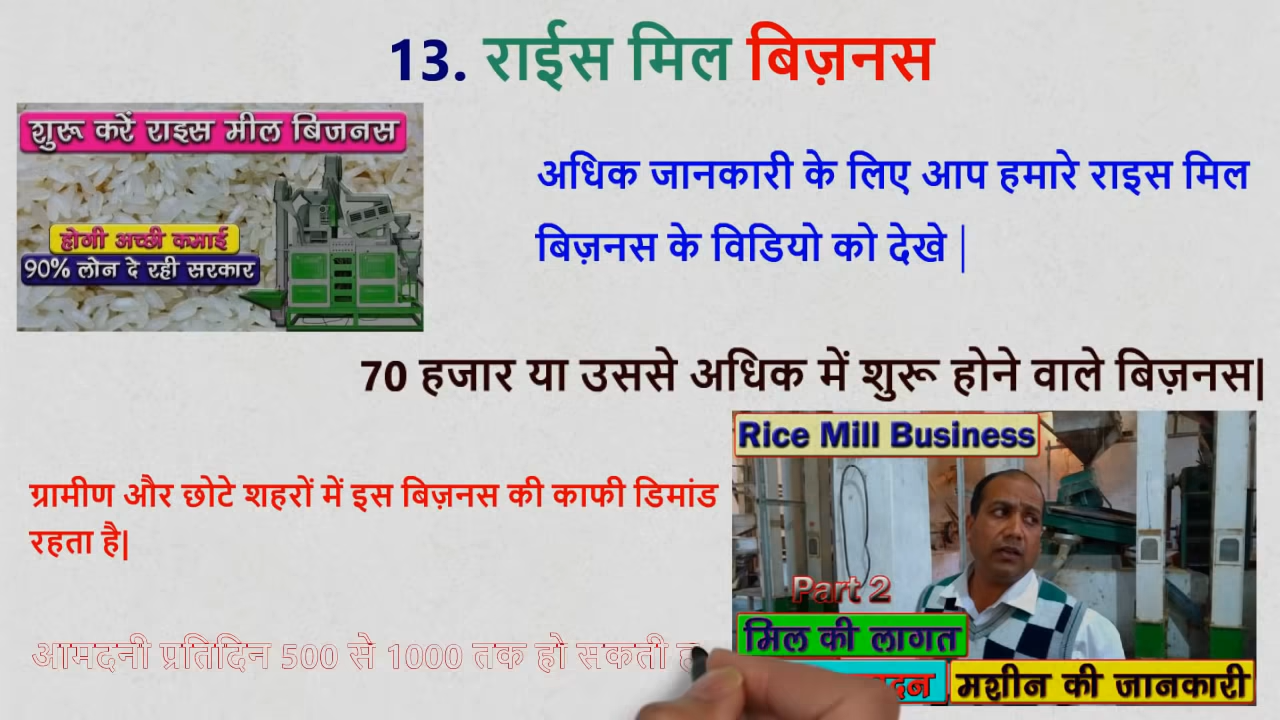 13. राईस मिल बिज़नस
शुरू करें राइस मील बिजनस
होगी अच्छी कमाई
90% लोन दे रही सरकार
अधिक जानकारी के लिए आप हमारे राइस मिल
बिज़नस के विडियो को देखे |
70 हजार या उससे अधिक में शुरू होने वाले बिज़नस|
ग्रामीण और छोटे शहरों में इस बिज़नस की काफी डिमांड
रहता है|
Rice Mill Business
Part 2
मिल की लागत
मशीन की जानकारी
आमदनी प्रतिदिन 500 से 1000 तक हो सकती